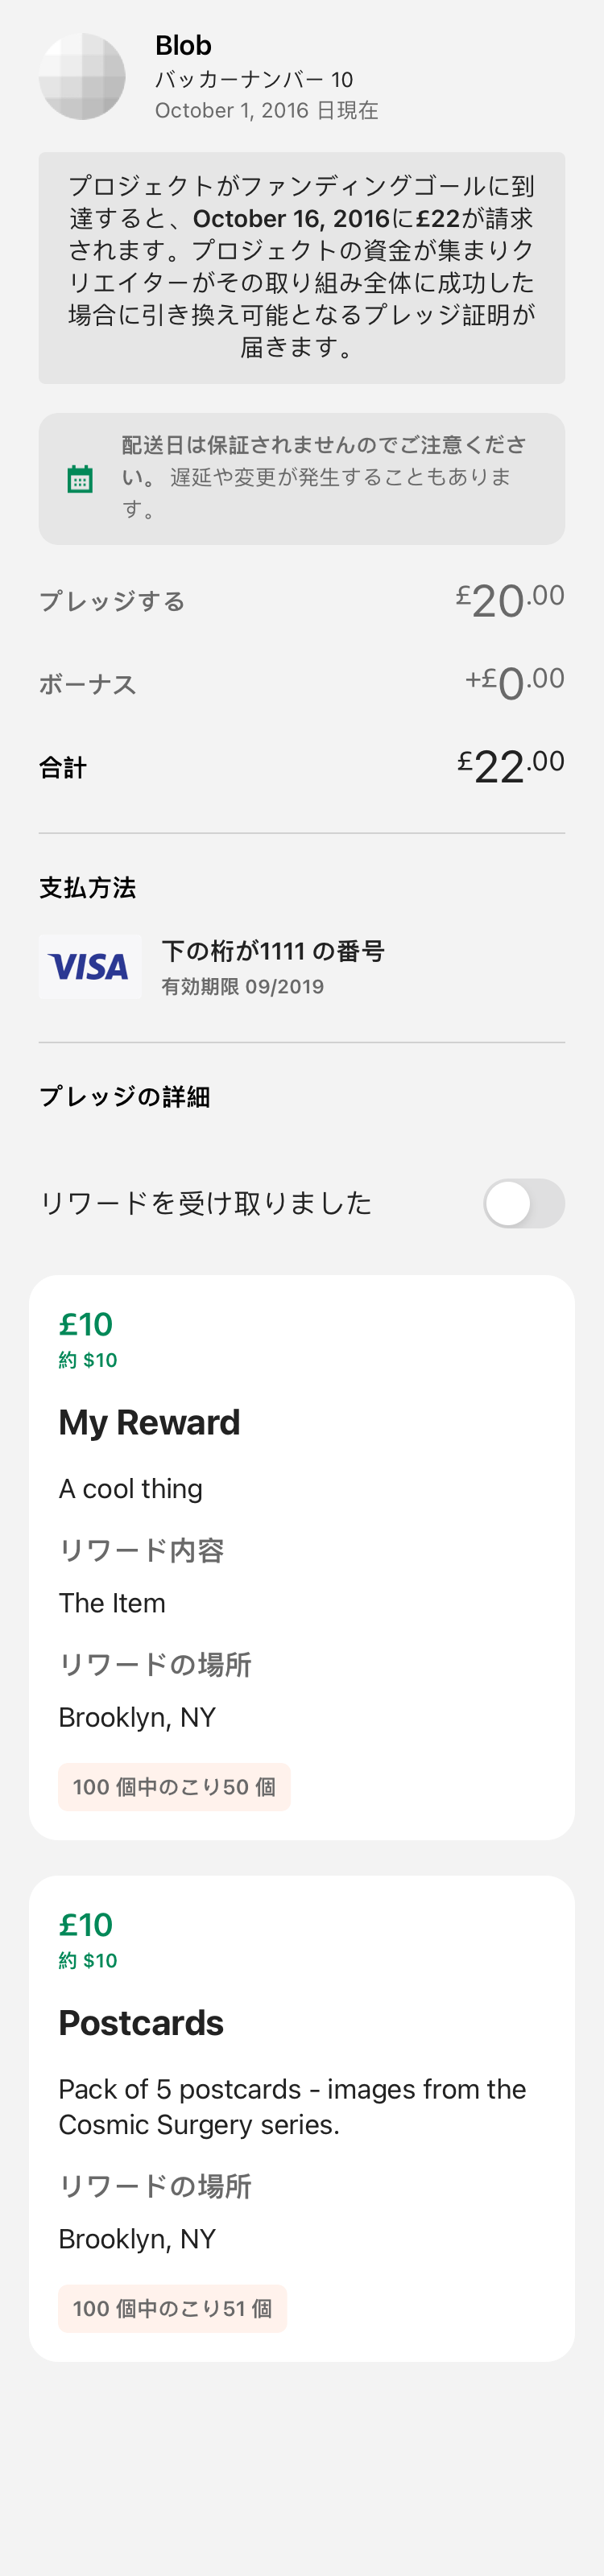 Blob
バッカーナンバー 10
October 1, 2016 日現在
プロジェクトがファンディングゴールに到
達すると、October 16, 2016に£22が請求
されます。プロジェクトの資金が集まりク
リエイターがその取り組み全体に成功した
場合に引き換え可能となるプレッジ証明が
届きます。
配送日は保証されませんのでご注意くださ
い。 遅延や変更が発生することもありま
す。
プレッジする £20.00
ボーナス +£0.00
合計 £22.00
支払方法
VISA
下の桁が1111 の番号
有効期限 09/2019
プレッジの詳細
リワードを受け取りました
£10
約 $10
My Reward
A cool thing
リワード内容
The Item
リワードの場所
Brooklyn, NY
100 個中のこり50 個
£10
約 $10
Postcards
Pack of 5 postcards - images from the
Cosmic Surgery series.
リワードの場所
Brooklyn, NY
100 個中のこり51 個